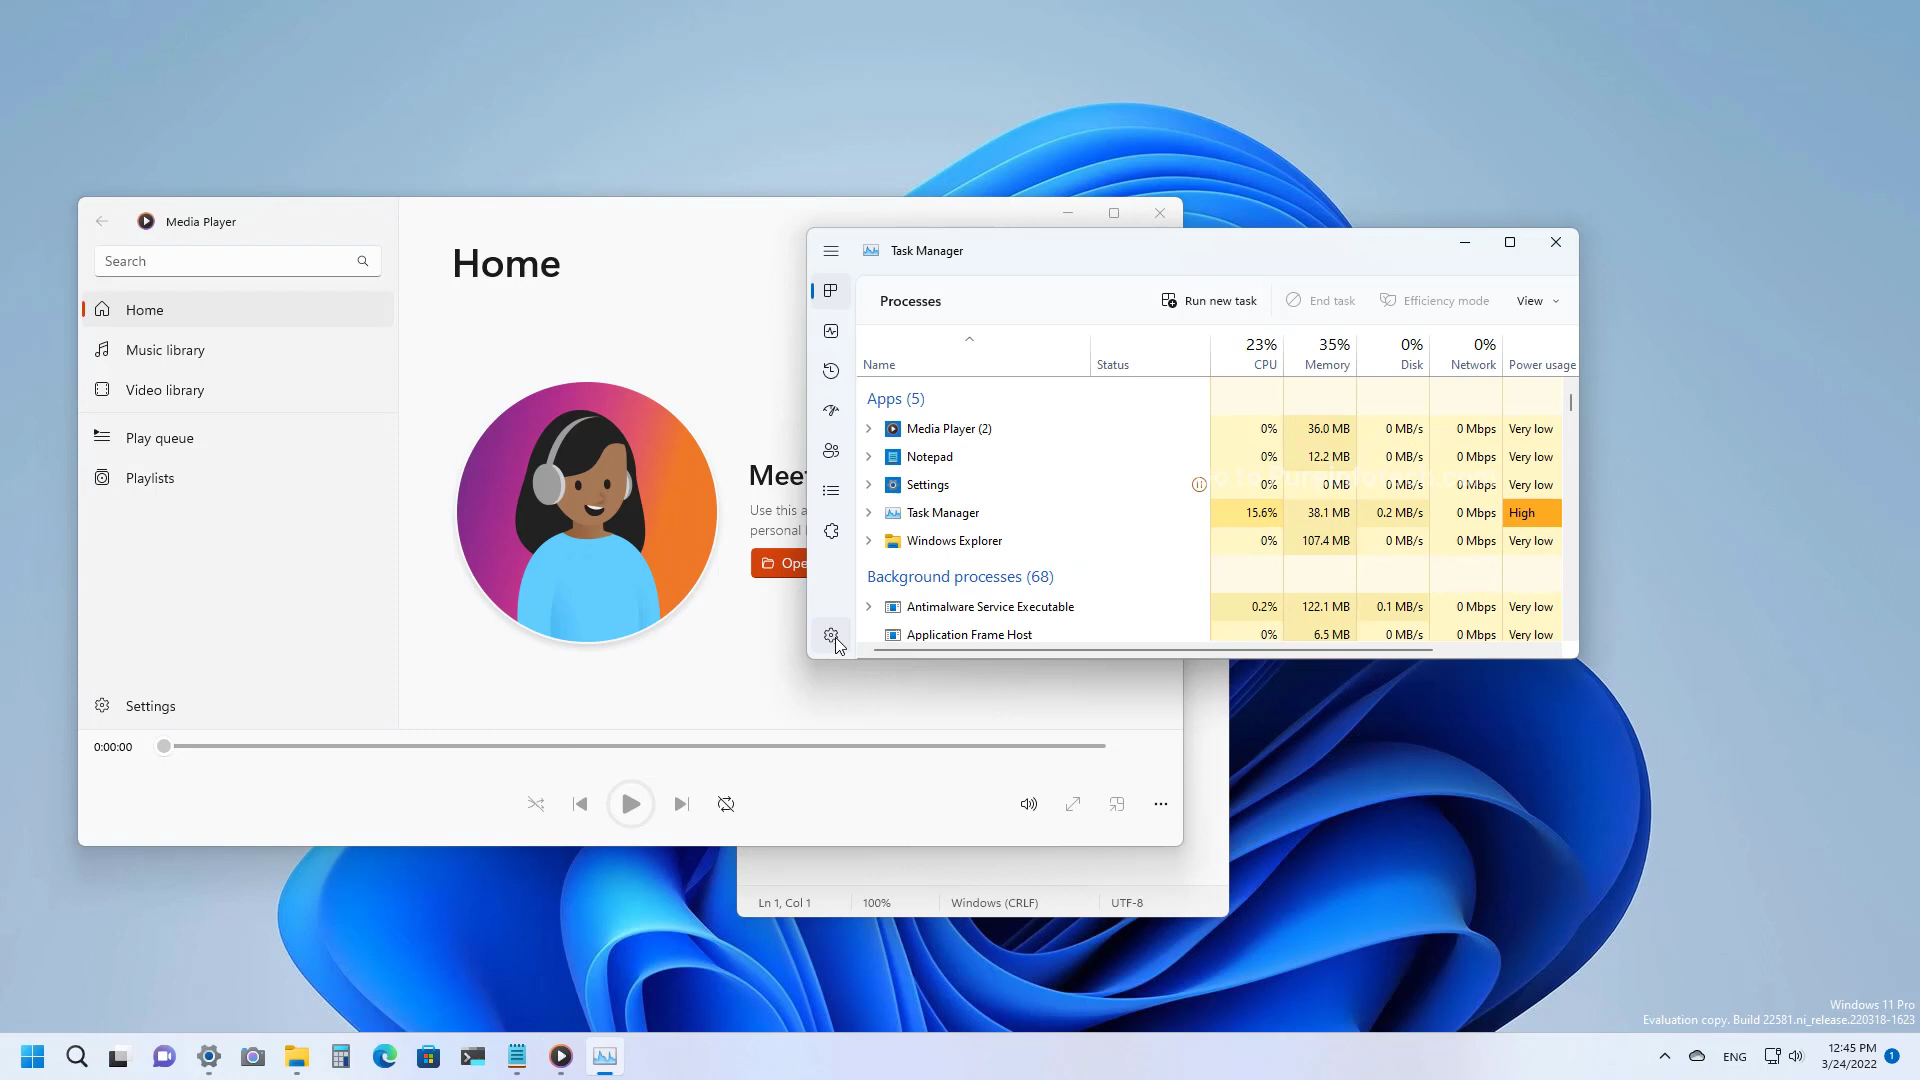 Media Player
Search
Home
Music library
Video library
Play queue
Playlists
Settings
Home
Mee
Use this a
personal l
Ope
0:00:00
Task Manager
Processes
Run new task
End task
Efficiency mode
View
23% 35% 0% 0%
Name Status CPU Memory Disk Network Power usage
Apps (5)
Media Player (2) 0% 36.0 MB 0 MB/s 0 Mbps Very low
Notepad 0% 12.2 MB 0 MB/s 0 Mbps Very low
Settings 0% 0 MB 0 MB/s 0 Mbps Very low
Task Manager 15.6% 38.1 MB 0.2 MB/s 0 Mbps High
Windows Explorer 0% 107.4 MB 0 MB/s 0 Mbps Very low
Background processes (68)
Antimalware Service Executable 0.2% 122.1 MB 0.1 MB/s 0 Mbps Very low
Application Frame Host 0% 6.5 MB 0 MB/s 0 Mbps Very low
Ln 1, Col 1 100% Windows (CRLF) UTF-8
Windows 11 Pro
Evaluation copy. Build 22581.ni_release.220318-1623
ENG
12:45 PM
3/24/2022
1